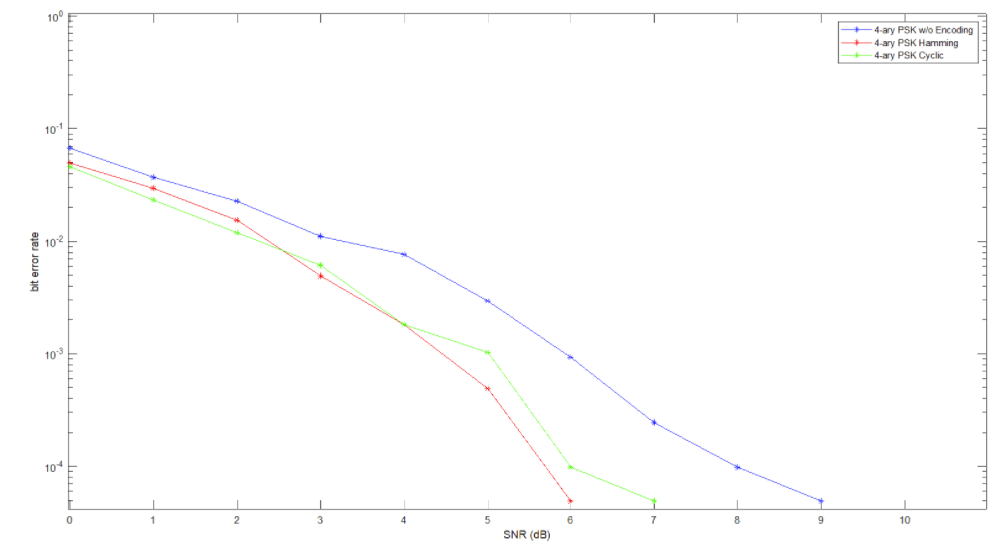 10^0
4-ary PSK w/o Encoding
4-ary PSK Hamming
4-ary PSK Cyclic
10^-1
10^-2
bit error rate
10^-3
10^-4
0 1 2 3 4 5 6 7 8 9 10
SNR (dB)